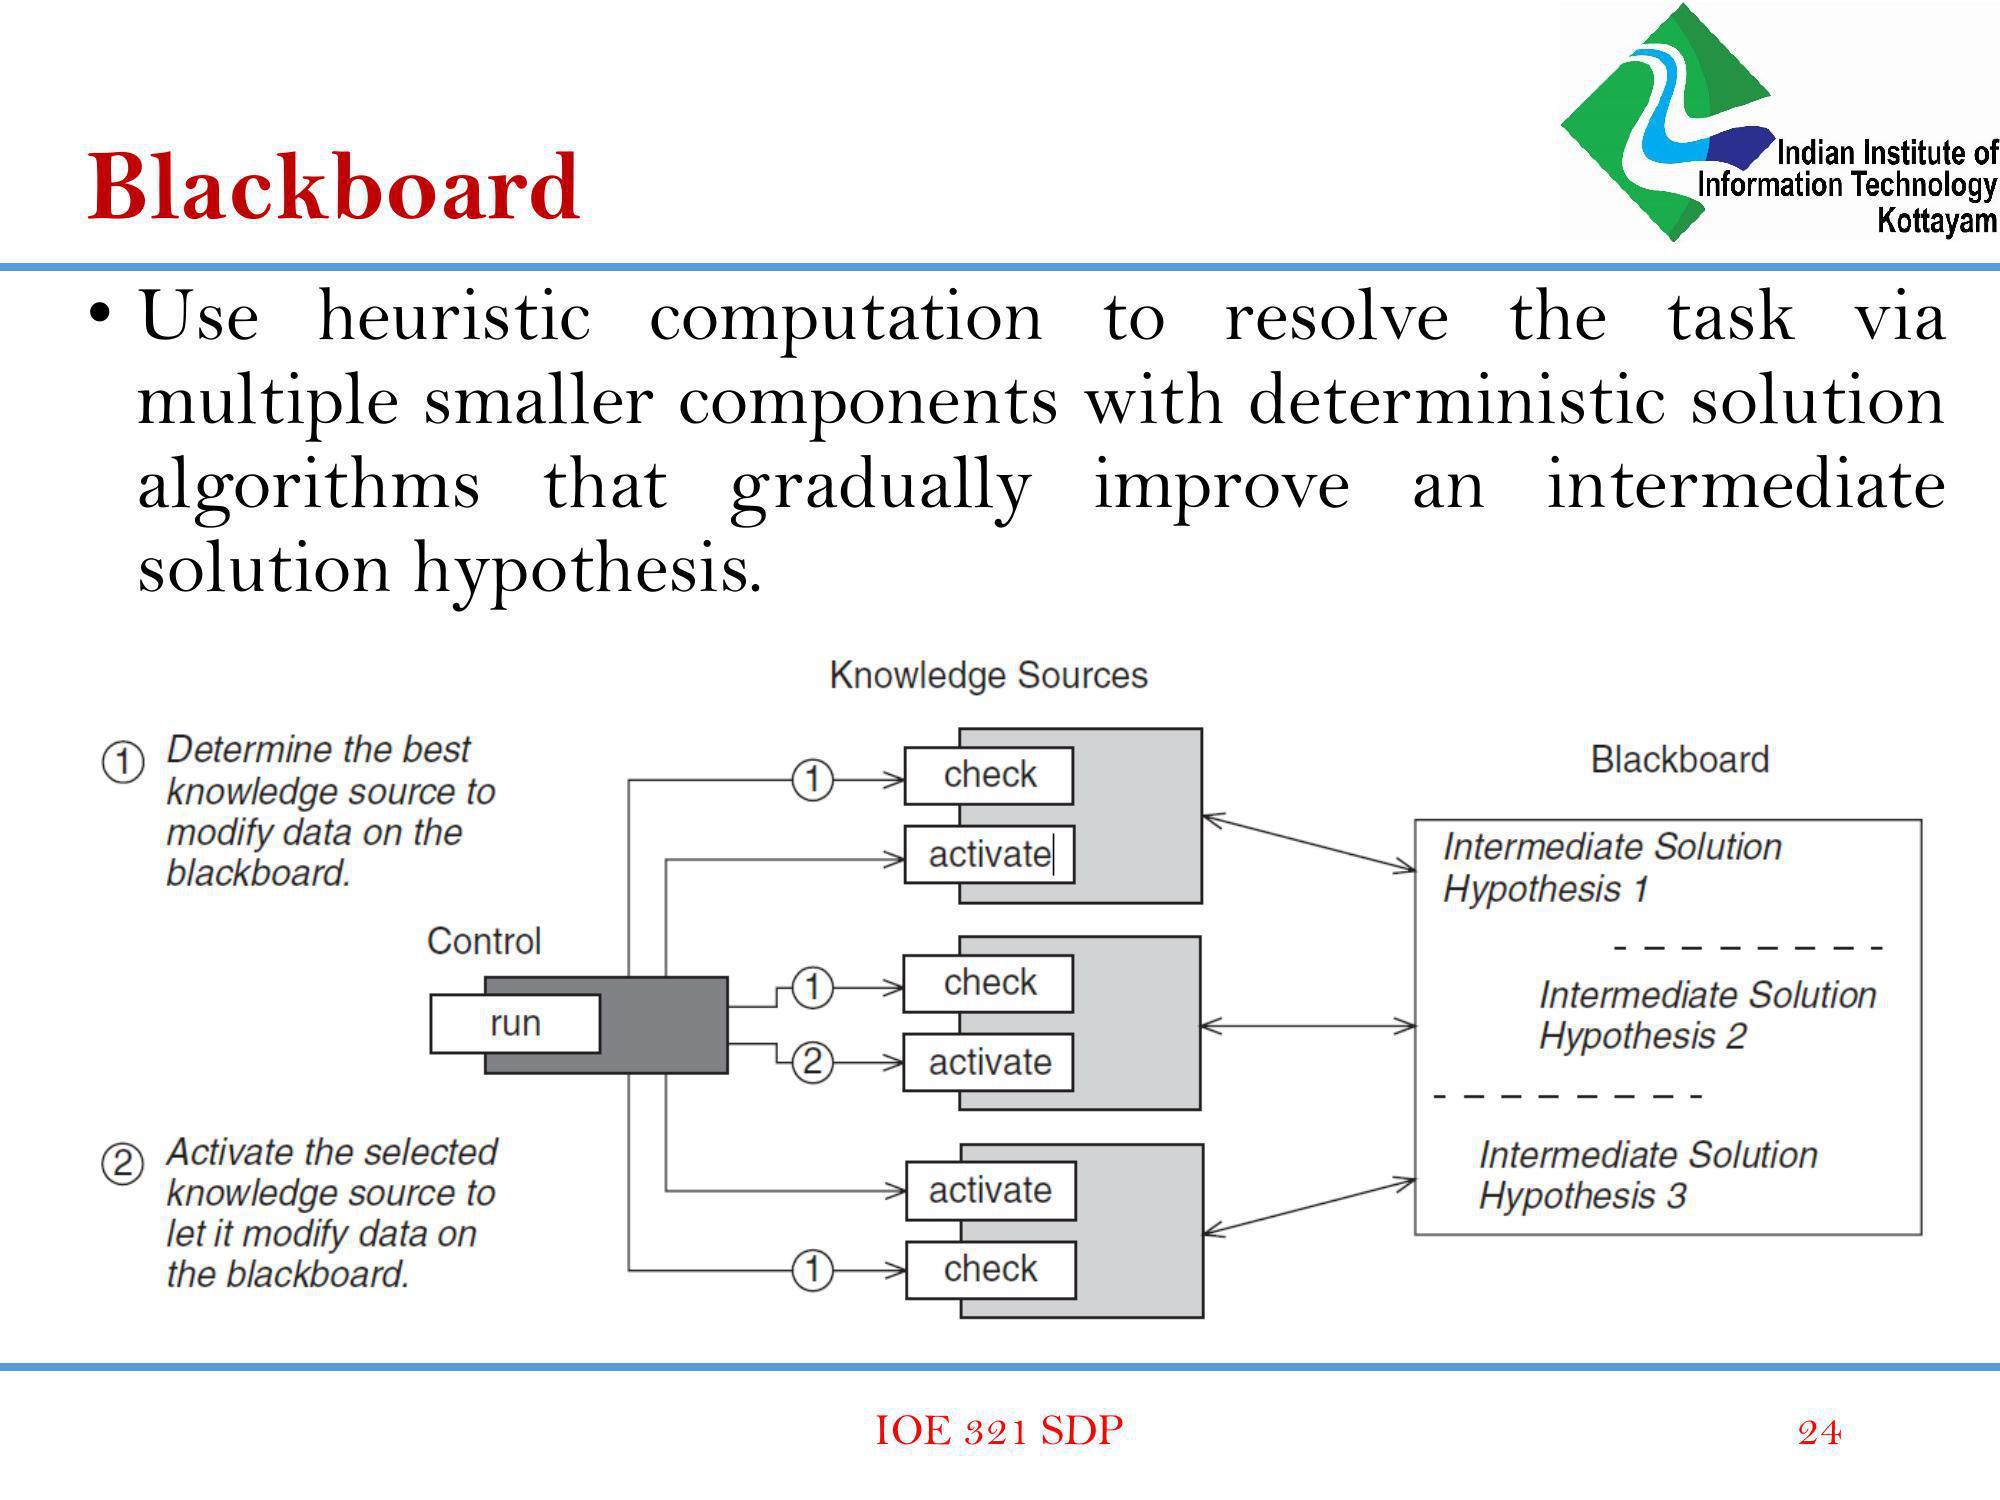 Indian Institute of
Information Technology
Kottayam
Blackboard
• Use heuristic computation to resolve the task via
multiple smaller components with deterministic solution
algorithms that gradually improve an intermediate
solution hypothesis.
Knowledge Sources
1 Determine the best
knowledge source to
modify data on the
blackboard.
1
check
activate
Blackboard
Intermediate Solution
Hypothesis 1
Control
run
1
check
2
activate
Intermediate Solution
Hypothesis 2
2 Activate the selected
knowledge source to
let it modify data on
the blackboard.
activate
1
check
Intermediate Solution
Hypothesis 3
IOE 321 SDP
24